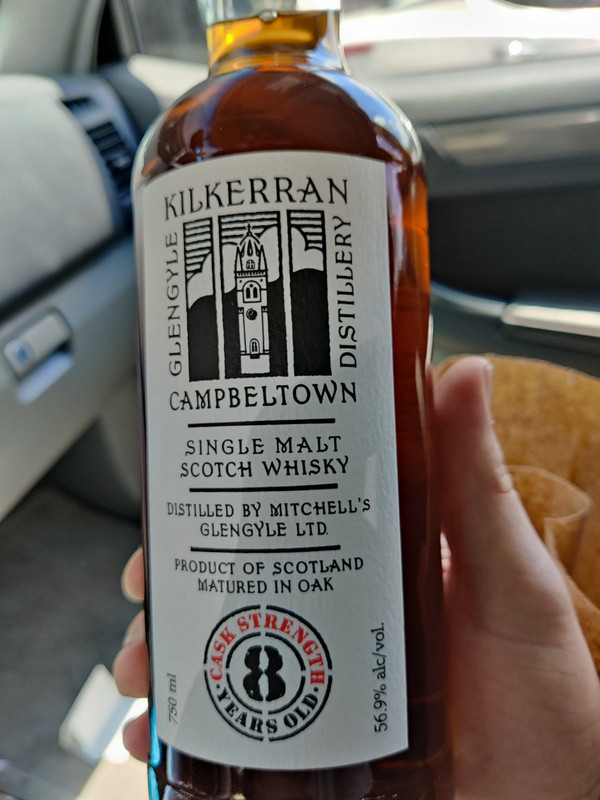 KILKERRAN
GLENGYLE
DISTILLERY
CAMPBELTOWN
SINGLE MALT
SCOTCH WHISKY
DISTILLED BY MITCHELL'S
GLENGYLE LTD.
PRODUCT OF SCOTLAND
MATURED IN OAK
CASK STRENGTH
8
YEARS OLD
750 ml
56.9% alc/vol.